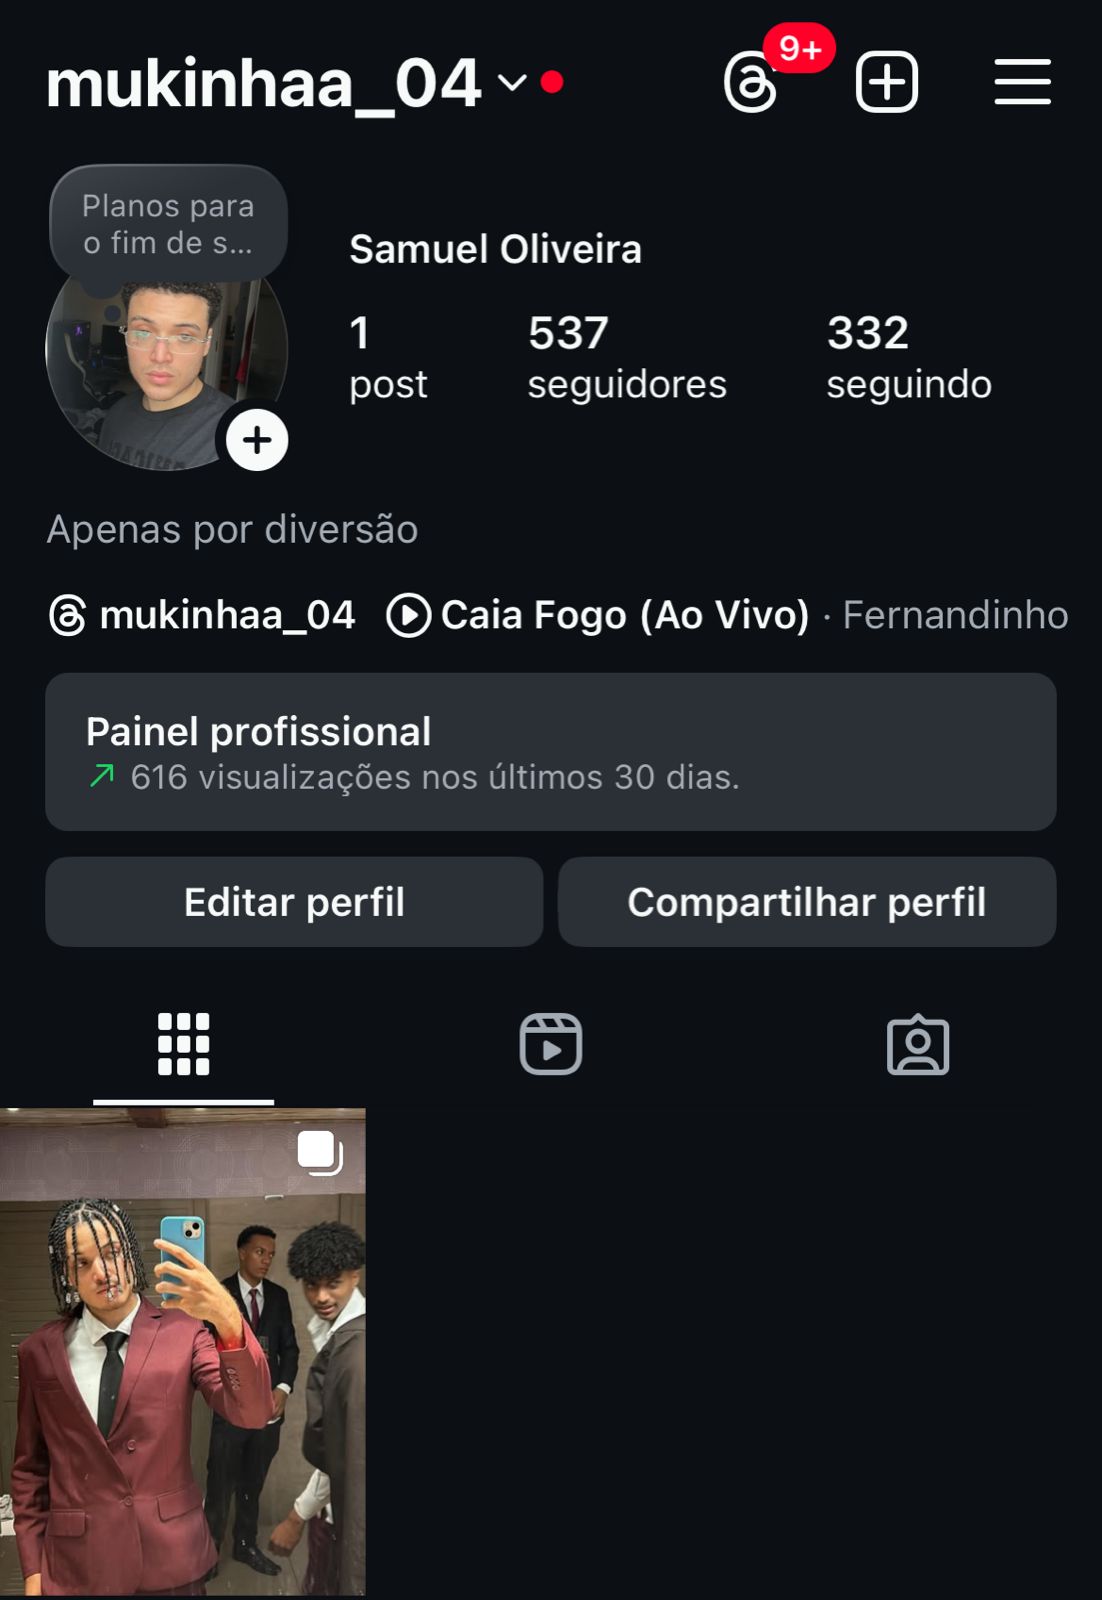 mukinhaa_04
9+
Planos para
o fim de s...
Samuel Oliveira
1 537 332
post seguidores seguindo
Apenas por diversão
mukinhaa_04 Caia Fogo (Ao Vivo) · Fernandinho
Painel profissional
616 visualizações nos últimos 30 dias.
Editar perfil Compartilhar perfil